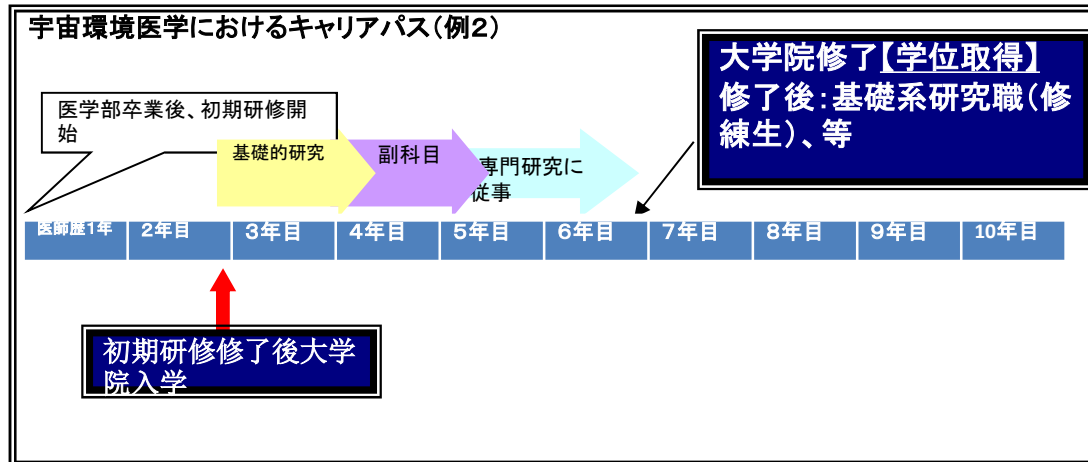 宇宙環境医学におけるキャリアパス（例２）
大学院修了【学位取得】
修了後：基礎系研究職（修
練生）、等
医学部卒業後、初期研修開
始
基礎的研究
副科目
専門研究に
従事
医師歴１年
２年目
３年目
４年目
５年目
６年目
７年目
８年目
９年目
10年目
初期研修修了後大学
院入学